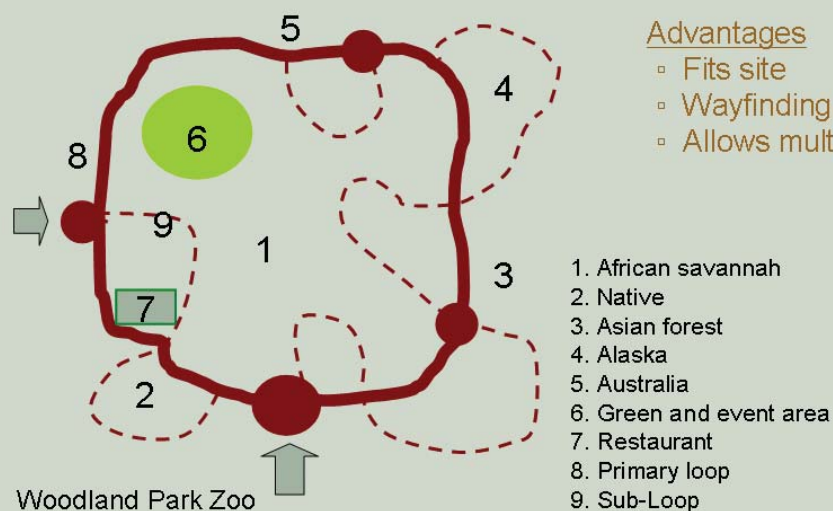 5
Advantages
▫ Fits site
▫ Wayfinding
▫ Allows
4
6
8
9
1
3
7
2
1. African savannah
2. Native
3. Asian forest
4. Alaska
5. Australia
6. Green and event area
7. Restaurant
8. Primary loop
9. Sub-Loop
Woodland Park Zoo